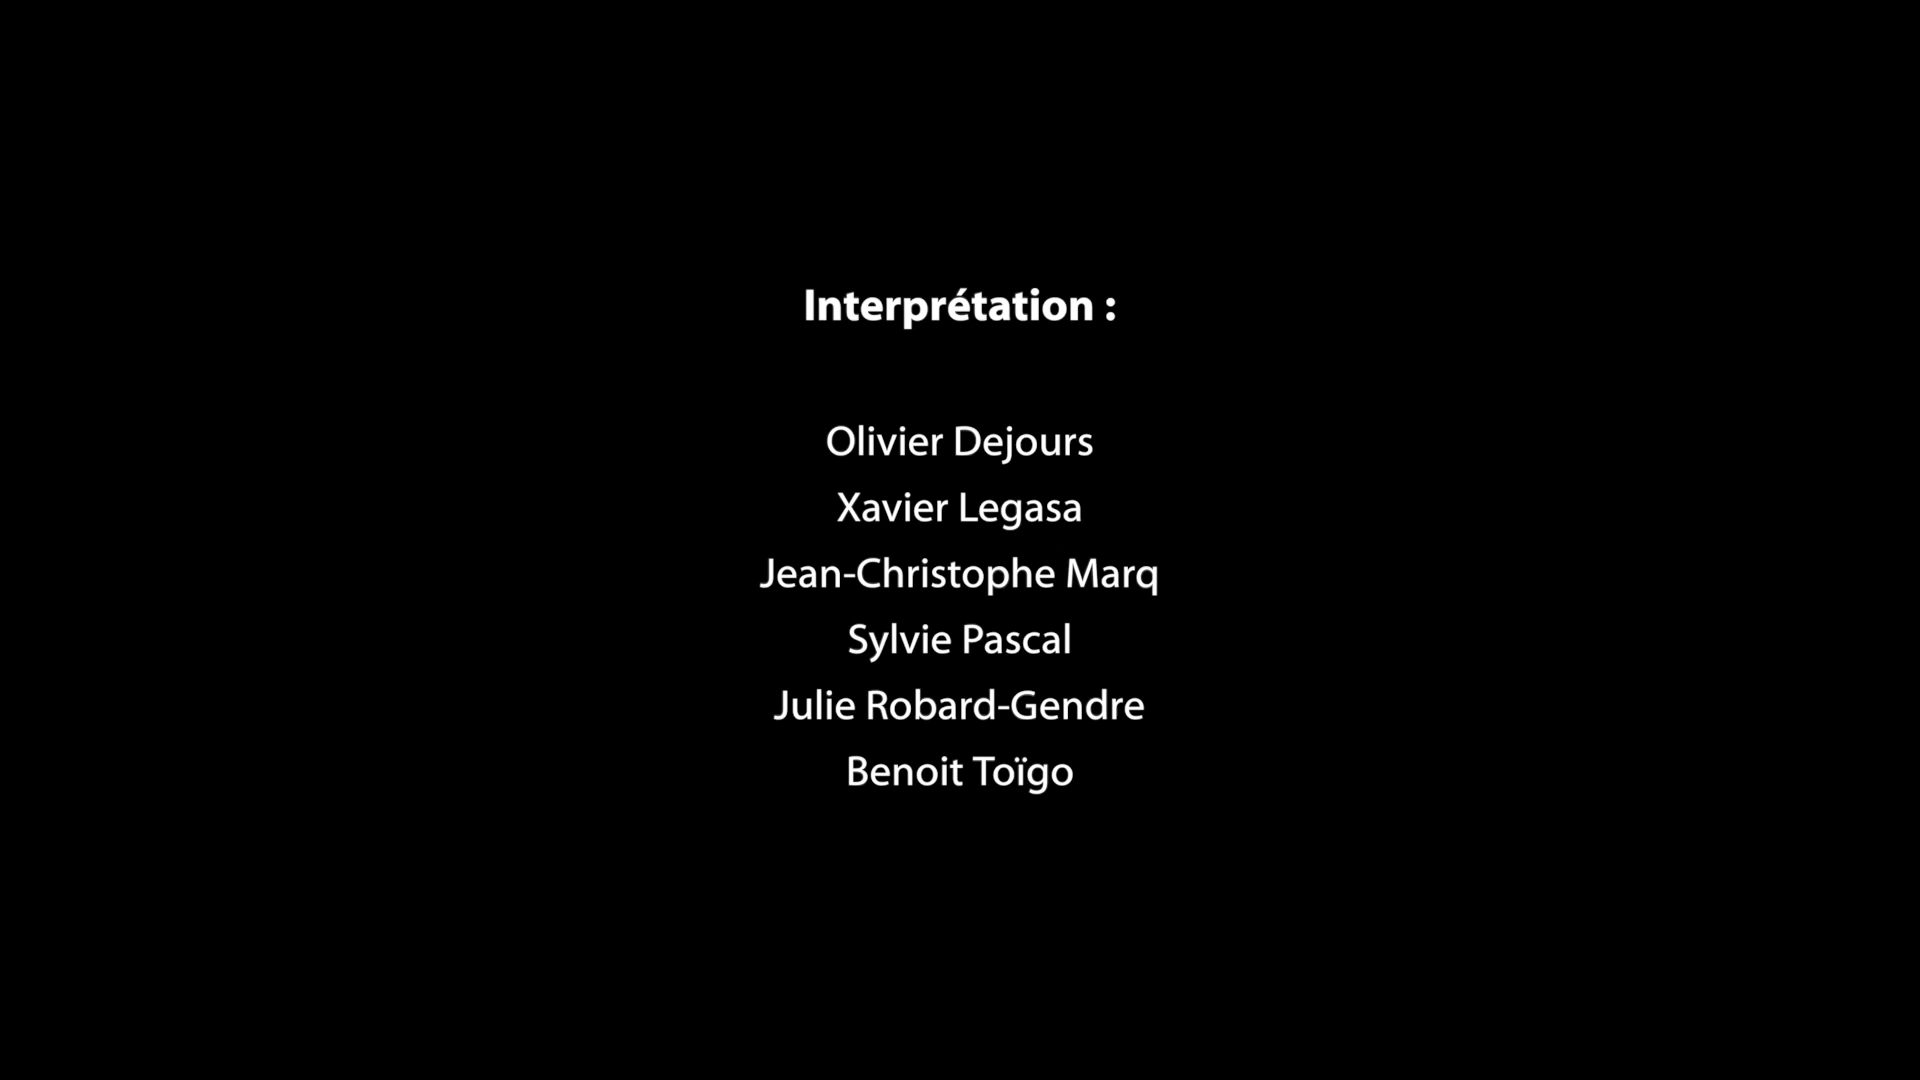 Interprétation :
Olivier Dejours
Xavier Legasa
Jean-Christophe Marq
Sylvie Pascal
Julie Robard-Gendre
Benoit Toïgo